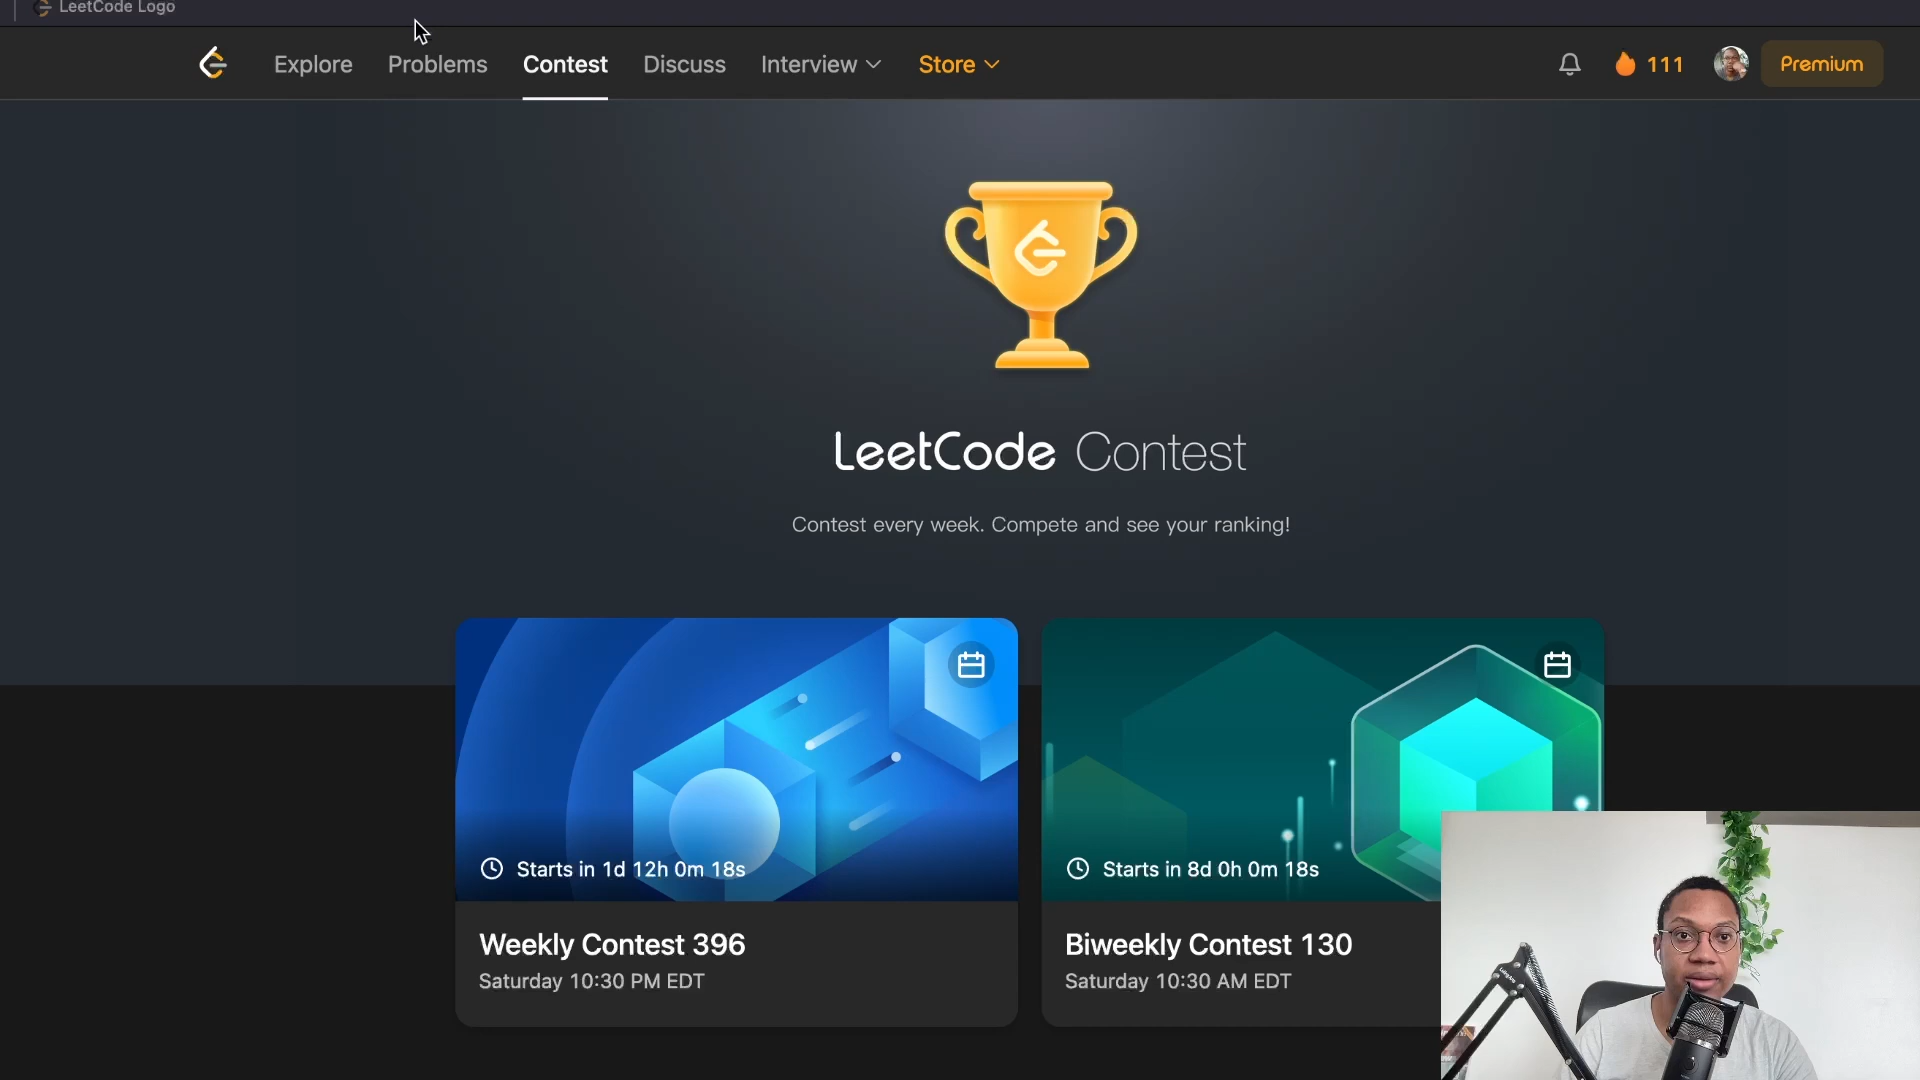 LeetCode Logo
Explore Problems Contest Discuss Interview Store 111 Premium
LeetCode Contest
Contest every week. Compete and see your ranking!
Starts in 1d 12h 0m 18s
Weekly Contest 396
Saturday 10:30 PM EDT
Starts in 8d 0h 0m 18s
Biweekly Contest 130
Saturday 10:30 AM EDT